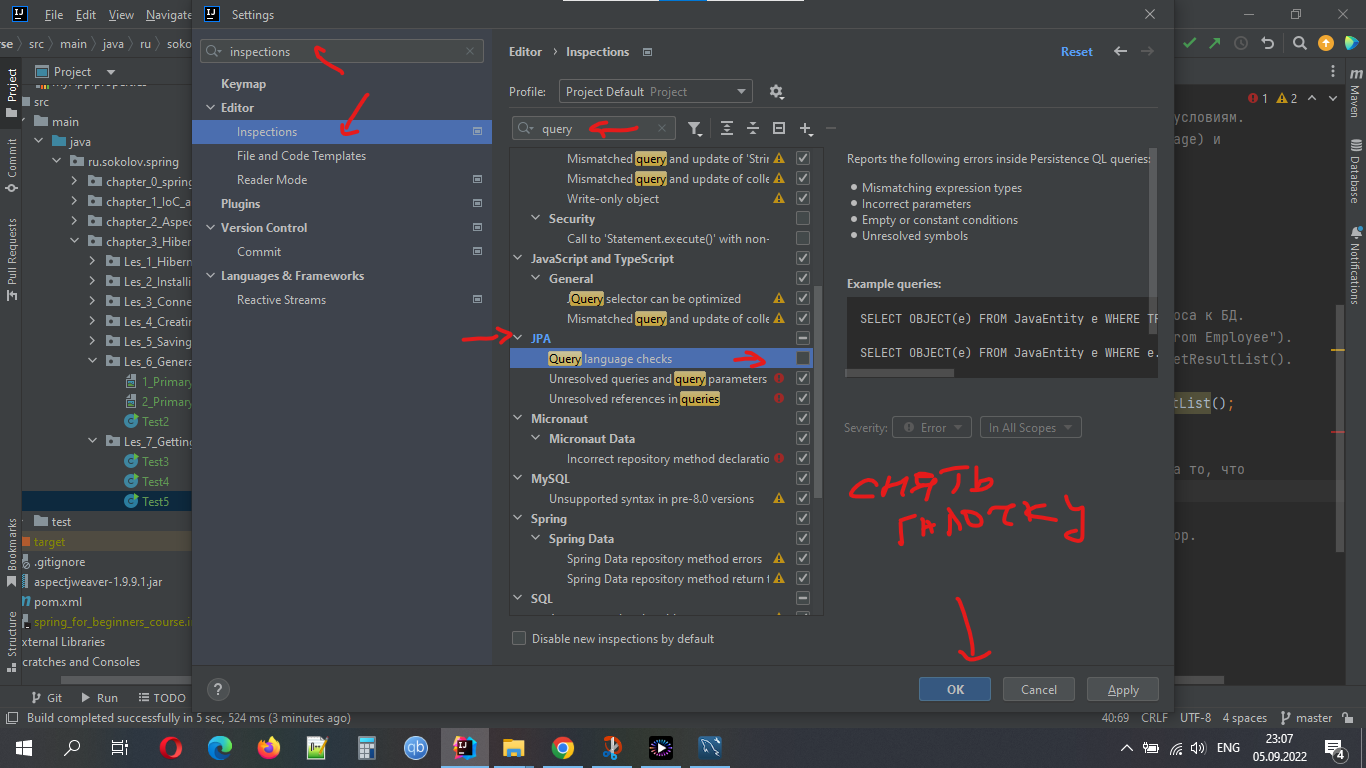 File Edit View Navigate
Settings
src main java ru soko
inspections
Editor › Inspections
Reset
Project
Profile: Project Default Project
Keymap
Editor
Inspections
File and Code Templates
Reader Mode
Plugins
Version Control
Commit
Languages & Frameworks
Reactive Streams
query
src
main
java
ru.sokolov.spring
chapter_0_spring
chapter_1_IoC_a
chapter_2_Aspec
chapter_3_Hiber
Les_1_Hibern
Les_2_Installi
Les_3_Conne
Les_4_Creatin
Les_5_Saving
Les_6_Genera
1_Primary
2_Primary
Test2
Les_7_Getting
Test3
Test4
Test5
test
target
.gitignore
aspectjweaver-1.9.9.1.jar
pom.xml
spring_for_beginners_course.i
xternal Libraries
cratches and Consoles
Mismatched query and update of 'Strin
Mismatched query and update of colle
Write-only object
Security
Call to 'Statement.execute()' with non-
JavaScript and TypeScript
General
JQuery selector can be optimized
Mismatched query and update of colle
JPA
Query language checks
Unresolved queries and query parameters
Unresolved references in queries
Micronaut
Micronaut Data
Incorrect repository method declaratio
MySQL
Unsupported syntax in pre-8.0 versions
Spring
Spring Data
Spring Data repository method errors
Spring Data repository method return t
SQL
Disable new inspections by default
Reports the following errors inside Persistence QL queries:
Mismatching expression types
Incorrect parameters
Empty or constant conditions
Unresolved symbols
Example queries:
SELECT OBJECT(e) FROM JavaEntity e WHERE TR
SELECT OBJECT(e) FROM JavaEntity e WHERE e.
Severity: Error In All Scopes
СНЯТЬ
ГАЛОЧКУ
OK Cancel Apply
1 2
условиям.
age) и
оса к БД.
rom Employee").
etResultList().
tList();
а то, что
ор.
Project
Commit
Pull Requests
Bookmarks
Structure
Maven
Database
Notifications
Git Run TODO
Build completed successfully in 5 sec, 524 ms (3 minutes ago)
40:69 CRLF UTF-8 4 spaces master
ENG
23:07
05.09.2022
4